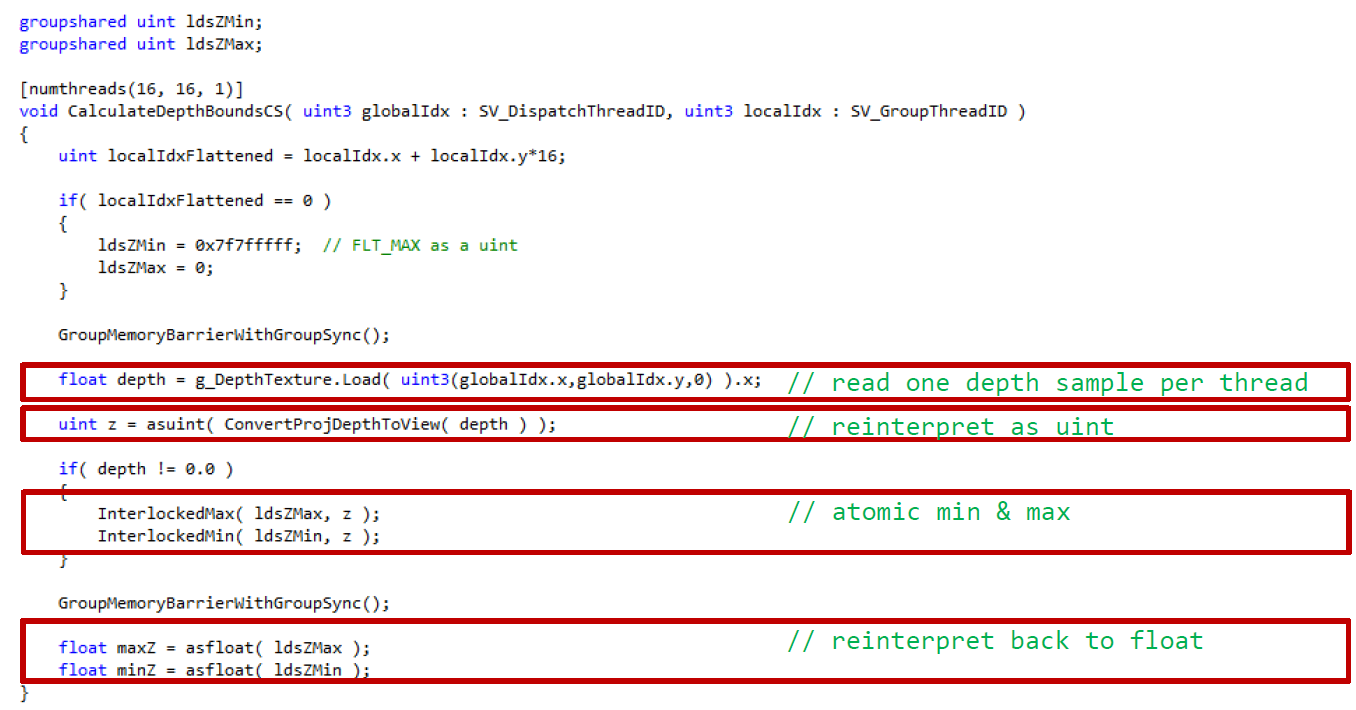 groupshared uint ldsZMin;
groupshared uint ldsZMax;
[numthreads(16, 16, 1)]
void CalculateDepthBoundsCS( uint3 globalIdx : SV_DispatchThreadID, uint3 localIdx : SV_GroupThreadID )
{
    uint localIdxFlattened = localIdx.x + localIdx.y*16;
    if( localIdxFlattened == 0 )
    {
        ldsZMin = 0x7f7fffff;  // FLT_MAX as a uint
        ldsZMax = 0;
    }
    GroupMemoryBarrierWithGroupSync();
    float depth = g_DepthTexture.Load( uint3(globalIdx.x,globalIdx.y,0) ).x;  // read one depth sample per thread
    uint z = asuint( ConvertProjDepthToView( depth ) );  // reinterpret as uint
    if( depth != 0.0 )
    {
        InterlockedMax( ldsZMax, z );  // atomic min & max
        InterlockedMin( ldsZMin, z );
    }
    GroupMemoryBarrierWithGroupSync();
    float maxZ = asfloat( ldsZMax );  // reinterpret back to float
    float minZ = asfloat( ldsZMin );
}